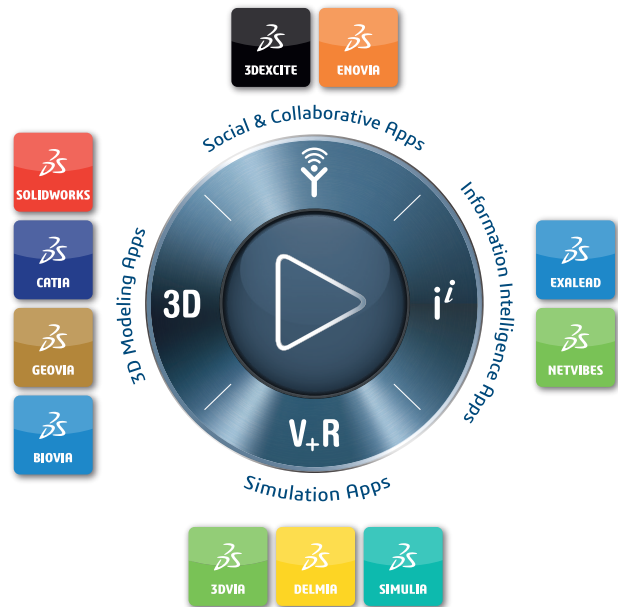 3DEXCITE
ENOVIA
Social & Collaborative Apps
SOLIDWORKS
CATIA
GEOVIA
BIOVIA
3D Modeling Apps
3D
i i
Information Intelligence Apps
EXALEAD
NETVIBES
V+R
Simulation Apps
3DVIA
DELMIA
SIMULIA